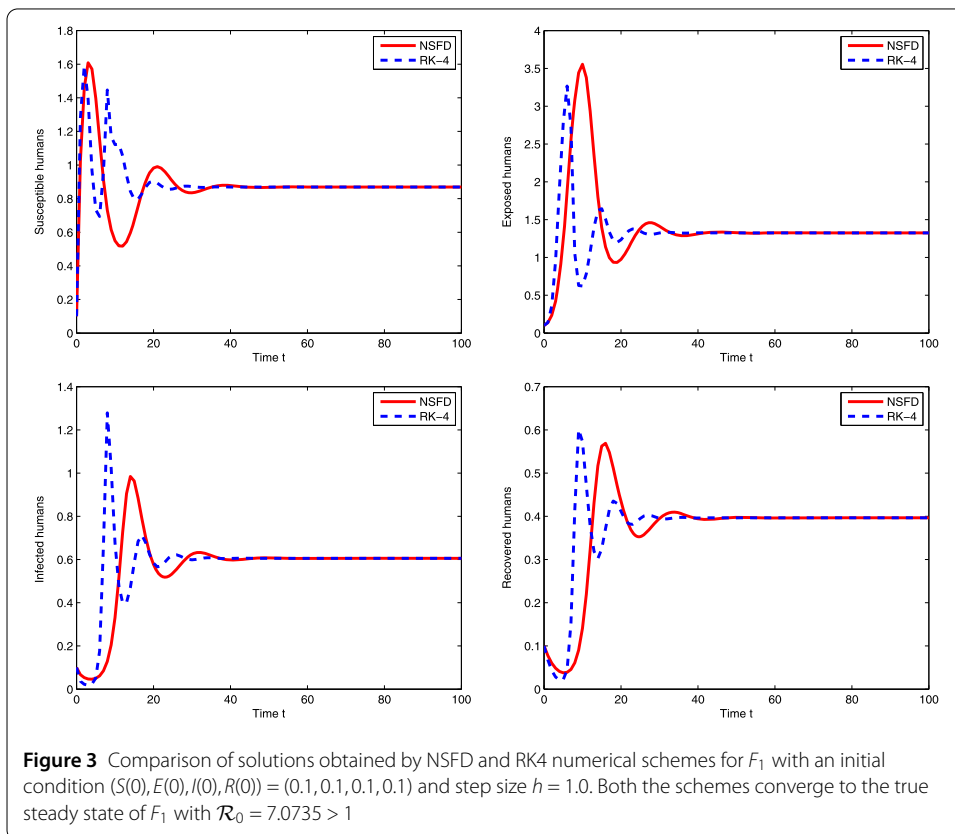 1.8
1.6
1.4
1.2
1
0.8
0.6
0.4
0.2
0
Susceptible humans
NSFD
RK−4
0 20 40 60 80 100
Time t
4
3.5
3
2.5
2
1.5
1
0.5
0
Exposed humans
NSFD
RK−4
0 20 40 60 80 100
Time t
1.4
1.2
1
0.8
0.6
0.4
0.2
0
Infected humans
NSFD
RK−4
0 20 40 60 80 100
Time t
0.7
0.6
0.5
0.4
0.3
0.2
0.1
0
Recovered humans
NSFD
RK−4
0 20 40 60 80 100
Time t
Figure 3 Comparison of solutions obtained by NSFD and RK4 numerical schemes for F₁ with an initial
condition (S(0), E(0), I(0), R(0)) = (0.1, 0.1, 0.1, 0.1) and step size h = 1.0. Both the schemes converge to the true
steady state of F₁ with 𝓡₀ = 7.0735 > 1